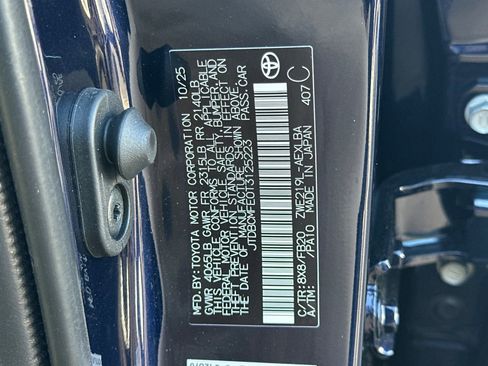 MFD. BY: TOYOTA MOTOR CORPORATION 10/25
GVWR 4065LB GAWR FR 2315LB RR 2140LB
THIS VEHICLE CONFORMS TO ALL APPLICABLE
FEDERAL MOTOR VEHICLE SAFETY, BUMPER, AND
THEFT PREVENTION STANDARDS IN EFFECT ON
THE DATE OF MANUFACTURE SHOWN ABOVE.
JTDBCMFE0T3125223 PASS.CAR
C/TR:8X8/FB20 ZWE219L-AEXLBA
A/TM: /PA10 MADE IN JAPAN 407 C